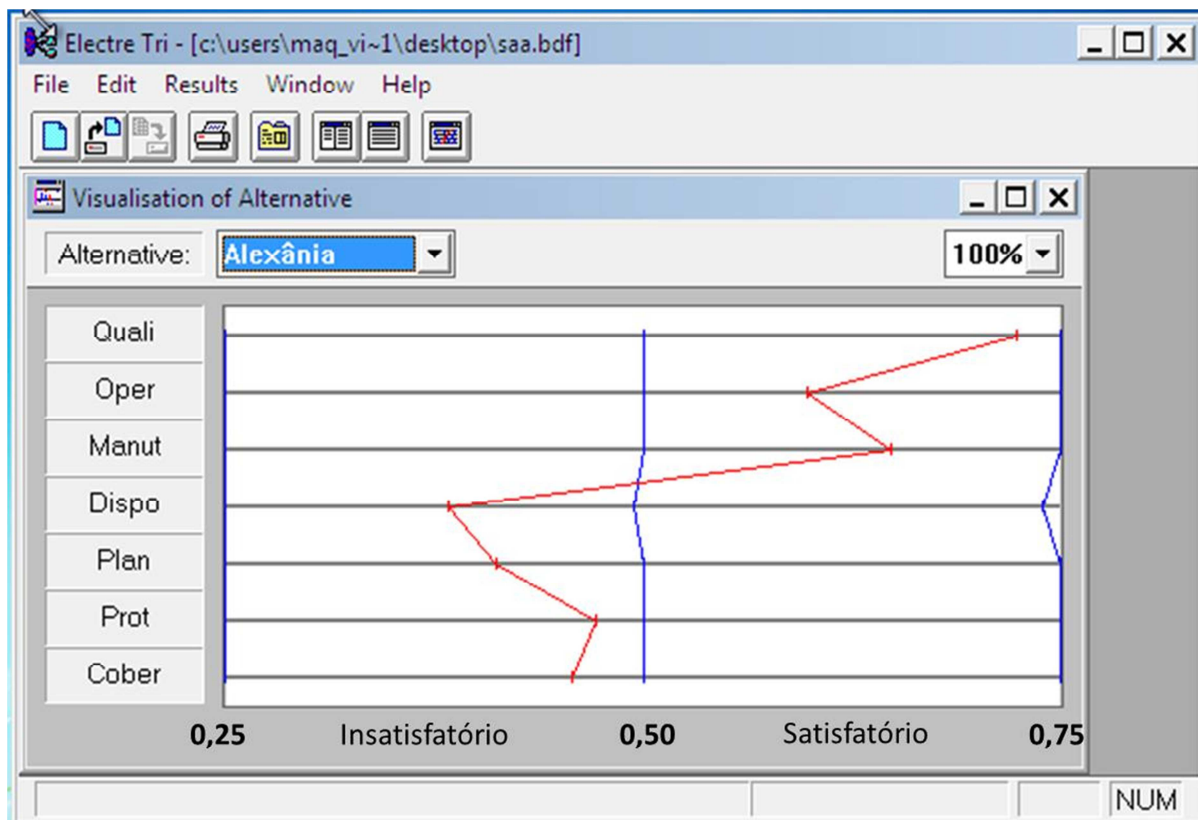 Electre Tri - [c:\users\maq_vi~1\desktop\saa.bdf]
File Edit Results Window Help
Visualisation of Alternative
Alternative: Alexânia 100%
Quali
Oper
Manut
Dispo
Plan
Prot
Cober
0,25 Insatisfatório 0,50 Satisfatório 0,75
NUM